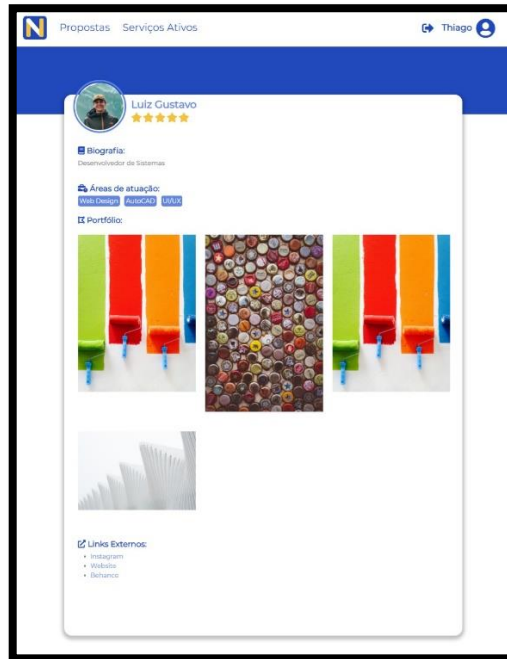 N
Propostas Serviços Ativos
Thiago
Luiz Gustavo
Biografia:
Desenvolvedor de Sistemas
Áreas de atuação:
Web Design AutoCAD UI/UX
Portfólio:
Links Externos:
Instagram
Website
Behance